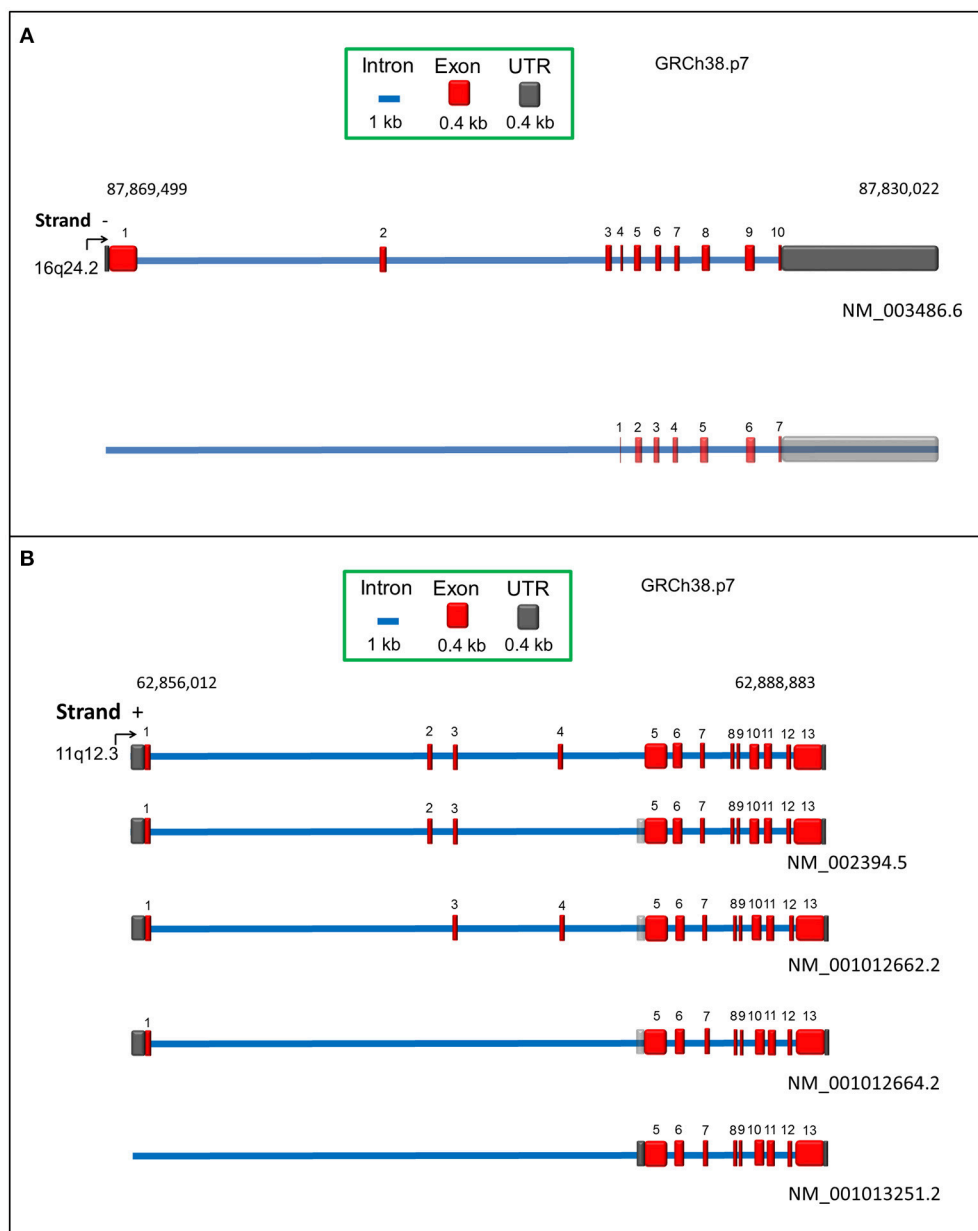 A
Intron Exon UTR
1 kb 0.4 kb 0.4 kb
GRCh38.p7
87,869,499
87,830,022
Strand -
16q24.2
1 2 3 4 5 6 7 8 9 10
NM_003486.6
1 2 3 4 5 6 7
B
Intron Exon UTR
1 kb 0.4 kb 0.4 kb
GRCh38.p7
62,856,012
62,888,883
Strand +
11q12.3
1 2 3 4 5 6 7 8 9 10 11 12 13
1 2 3 5 6 7 8 9 10 11 12 13
NM_002394.5
1 3 4 5 6 7 8 9 10 11 12 13
NM_001012662.2
1 5 6 7 8 9 10 11 12 13
NM_001012664.2
5 6 7 8 9 10 11 12 13
NM_001013251.2